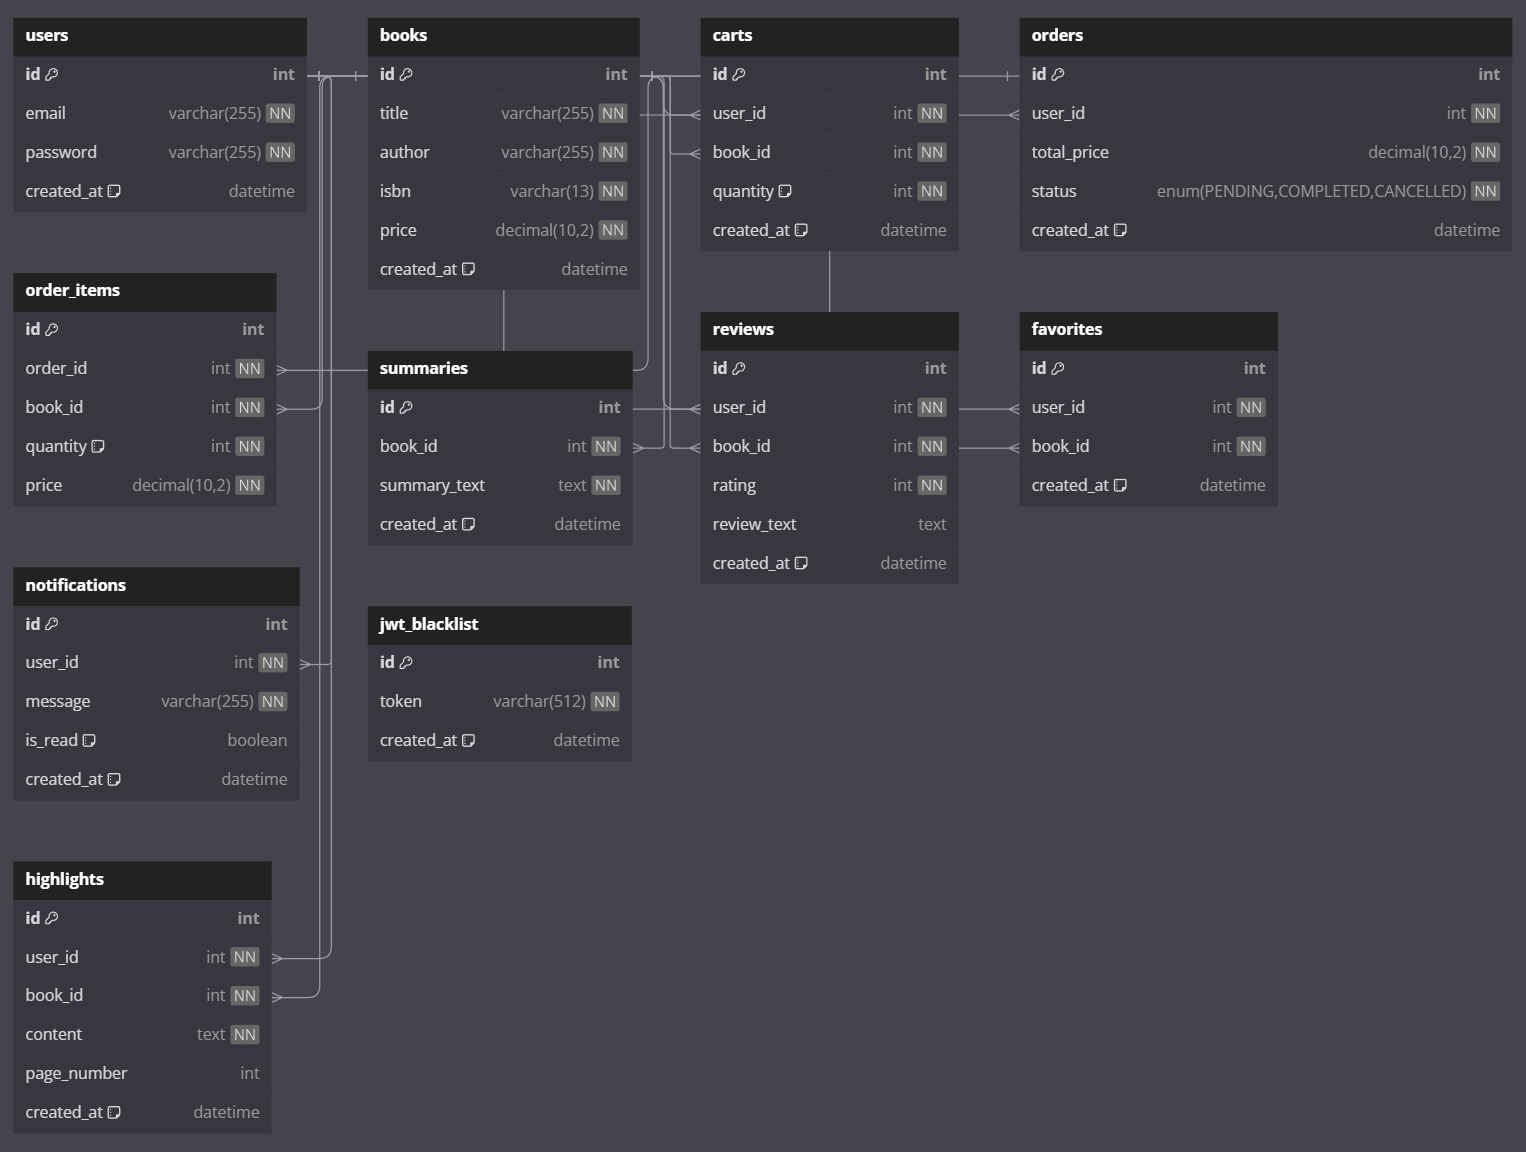 users
id int
email varchar(255) NN
password varchar(255) NN
created_at datetime
books
id int
title varchar(255) NN
author varchar(255) NN
isbn varchar(13) NN
price decimal(10,2) NN
created_at datetime
carts
id int
user_id int NN
book_id int NN
quantity int NN
created_at datetime
orders
id int
user_id int NN
total_price decimal(10,2) NN
status enum(PENDING,COMPLETED,CANCELLED) NN
created_at datetime
order_items
id int
order_id int NN
book_id int NN
quantity int NN
price decimal(10,2) NN
summaries
id int
book_id int NN
summary_text text NN
created_at datetime
reviews
id int
user_id int NN
book_id int NN
rating int NN
review_text text
created_at datetime
favorites
id int
user_id int NN
book_id int NN
created_at datetime
notifications
id int
user_id int NN
message varchar(255) NN
is_read boolean
created_at datetime
jwt_blacklist
id int
token varchar(512) NN
created_at datetime
highlights
id int
user_id int NN
book_id int NN
content text NN
page_number int
created_at datetime